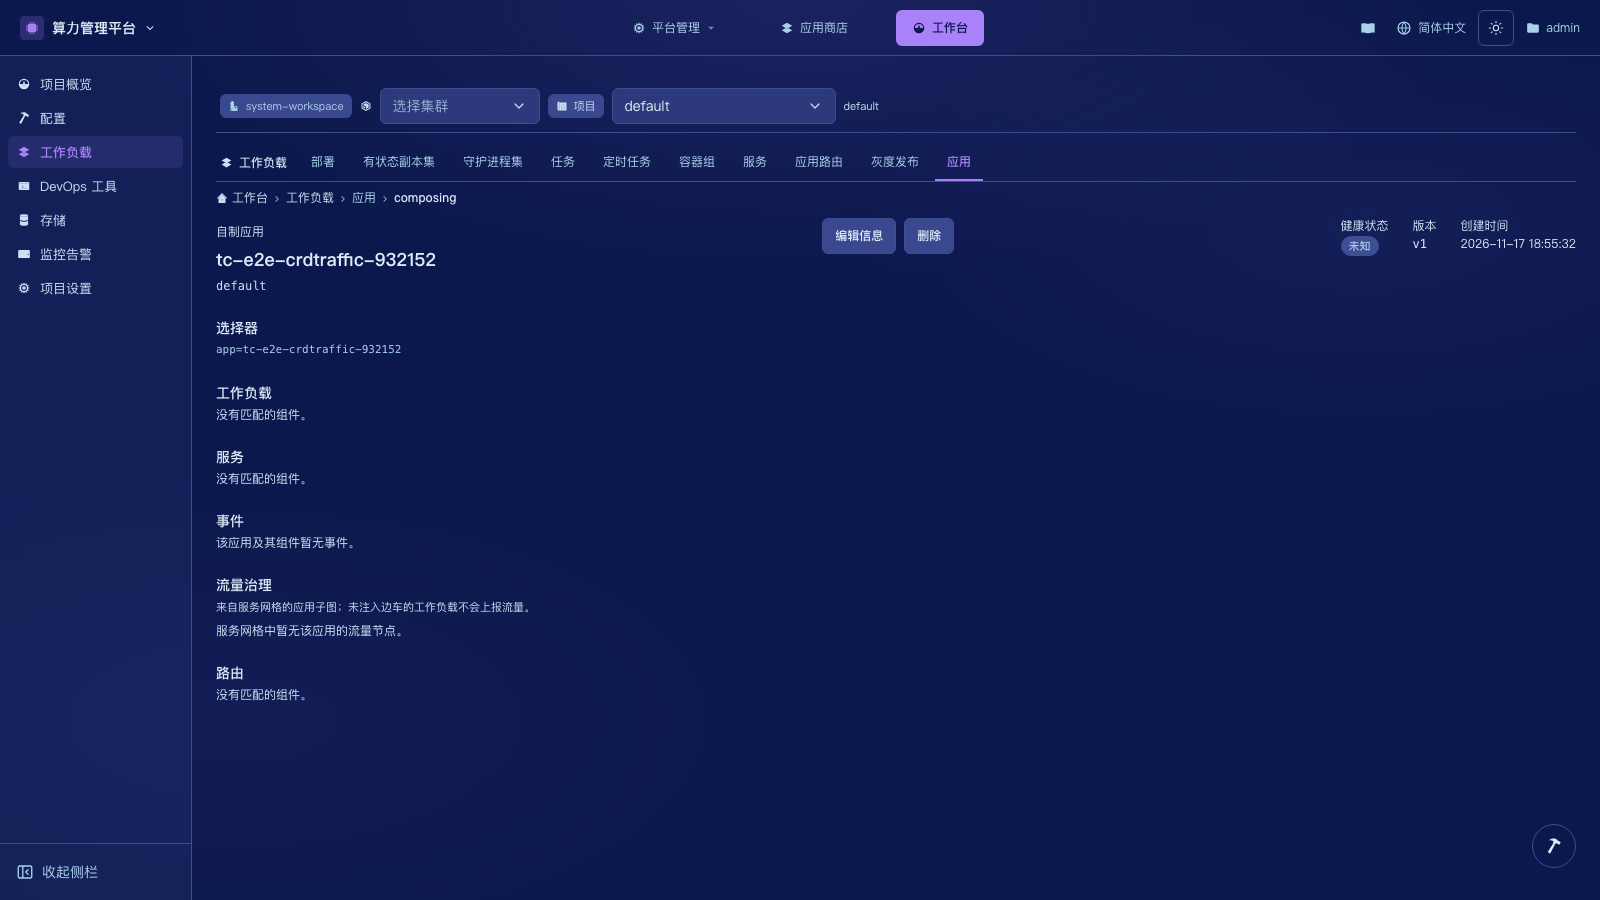 算力管理平台
平台管理
应用商店
工作台
简体中文
admin
项目概览
配置
工作负载
DevOps 工具
存储
监控告警
项目设置
收起侧栏
system-workspace
选择集群
项目
default
default
工作负载
部署
有状态副本集
守护进程集
任务
定时任务
容器组
服务
应用路由
灰度发布
应用
工作台 › 工作负载 › 应用 › composing
自制应用
tc-e2e-crdtraffic-932152
default
编辑信息
删除
健康状态
未知
版本
v1
创建时间
2026-11-17 18:55:32
选择器
app=tc-e2e-crdtraffic-932152
工作负载
没有匹配的组件。
服务
没有匹配的组件。
事件
该应用及其组件暂无事件。
流量治理
来自服务网格的应用子图；未注入边车的工作负载不会上报流量。
服务网格中暂无该应用的流量节点。
路由
没有匹配的组件。